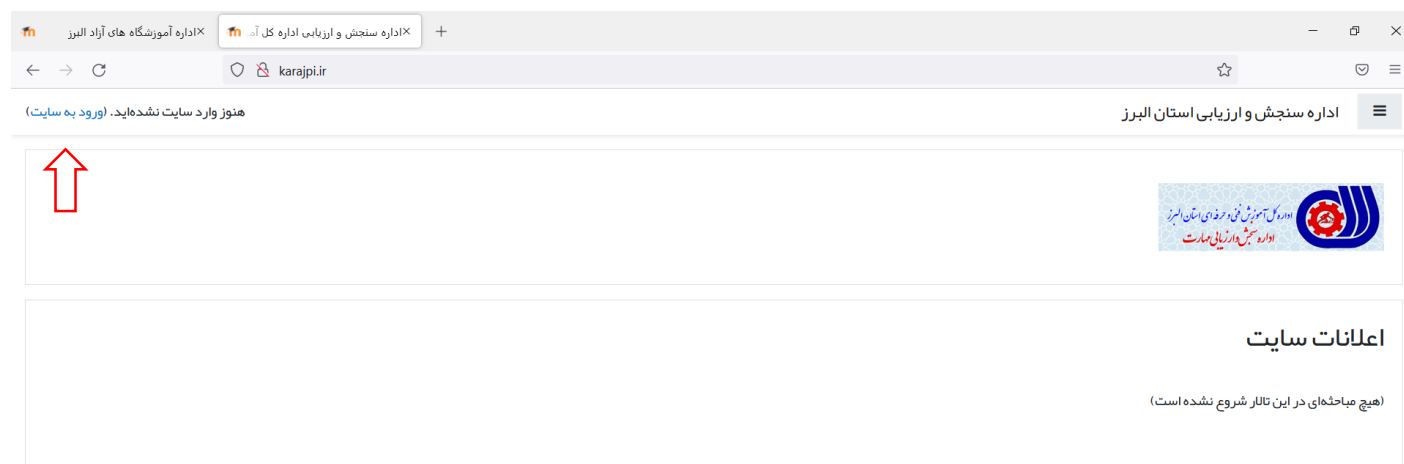 اداره آموزشگاه های آزاد البرز
اداره سنجش و ارزیابی اداره کل آم
karajpi.ir
اداره سنجش و ارزیابی استان البرز
هنوز وارد سایت نشده‌اید. (ورود به سایت)
اداره کل آموزش فنی و حرفه ای استان البرز
اداره سنجش و ارزیابی مهارت
اعلانات سایت
(هیچ مباحثه‌ای در این تالار شروع نشده است)